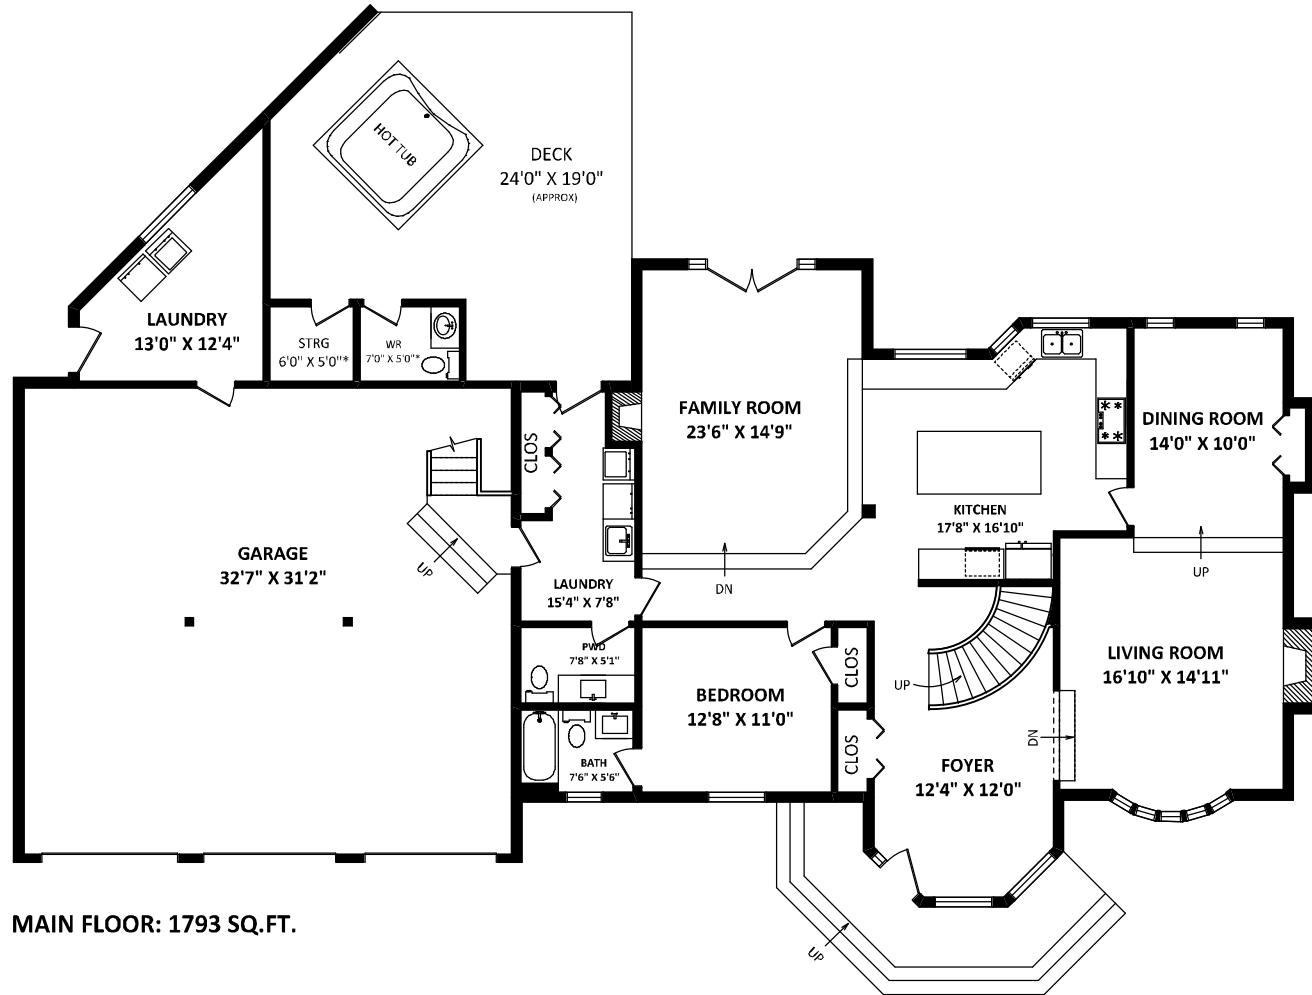 HOT TUB
DECK
24'0" X 19'0"
(APPROX)
LAUNDRY
13'0" X 12'4"
STRG
6'0" X 5'0"*
WR
7'0" X 5'0"*
CLOS
FAMILY ROOM
23'6" X 14'9"
DINING ROOM
14'0" X 10'0"
KITCHEN
17'8" X 16'10"
GARAGE
32'7" X 31'2"
UP
LAUNDRY
15'4" X 7'8"
DN
UP
PWD
7'8" X 5'1"
CLOS
BEDROOM
12'8" X 11'0"
UP
LIVING ROOM
16'10" X 14'11"
BATH
7'6" X 5'6"
CLOS
FOYER
12'4" X 12'0"
DN
UP
MAIN FLOOR: 1793 SQ.FT.